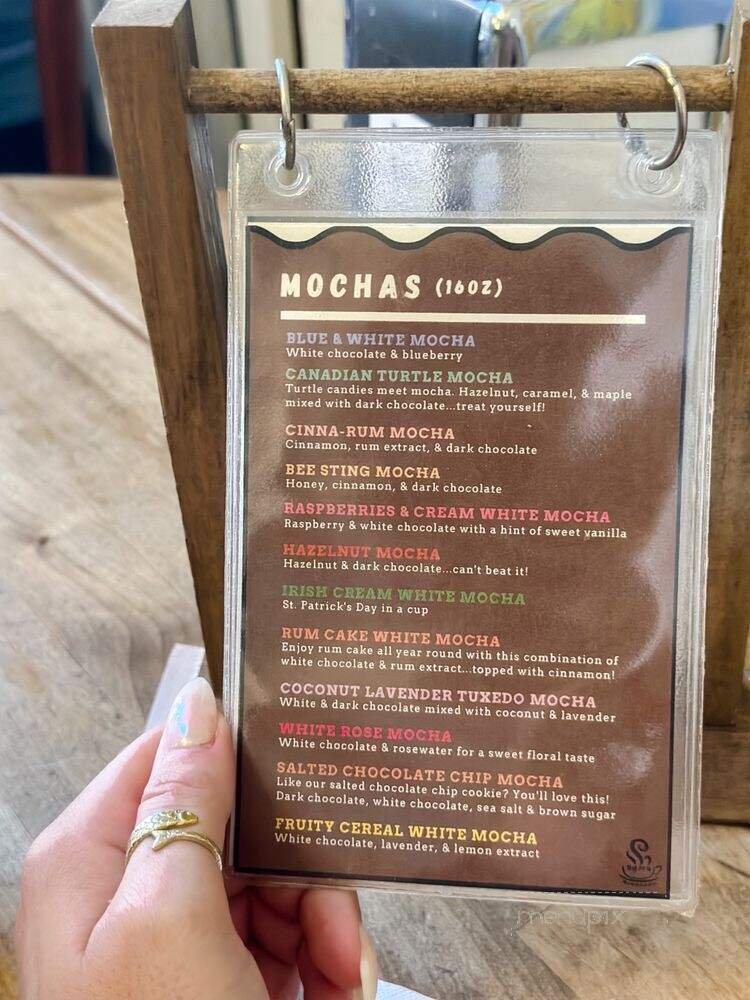 MOCHAS (16OZ)
BLUE & WHITE MOCHA
White chocolate & blueberry
CANADIAN TURTLE MOCHA
Turtle candies meet mocha. Hazelnut, caramel, & maple
mixed with dark chocolate...treat yourself!
CINNA-RUM MOCHA
Cinnamon, rum extract, & dark chocolate
BEE STING MOCHA
Honey, cinnamon, & dark chocolate
RASPBERRIES & CREAM WHITE MOCHA
Raspberry & white chocolate with a hint of sweet vanilla
HAZELNUT MOCHA
Hazelnut & dark chocolate...can't beat it!
IRISH CREAM WHITE MOCHA
St. Patrick's Day in a cup
RUM CAKE WHITE MOCHA
Enjoy rum cake all year round with this combination of
white chocolate & rum extract...topped with cinnamon!
COCONUT LAVENDER TUXEDO MOCHA
White & dark chocolate mixed with coconut & lavender
WHITE ROSE MOCHA
White chocolate & rosewater for a sweet floral taste
SALTED CHOCOLATE CHIP MOCHA
Like our salted chocolate chip cookie? You'll love this!
Dark chocolate, white chocolate, sea salt & brown sugar
FRUITY CEREAL WHITE MOCHA
White chocolate, lavender, & lemon extract
menupix